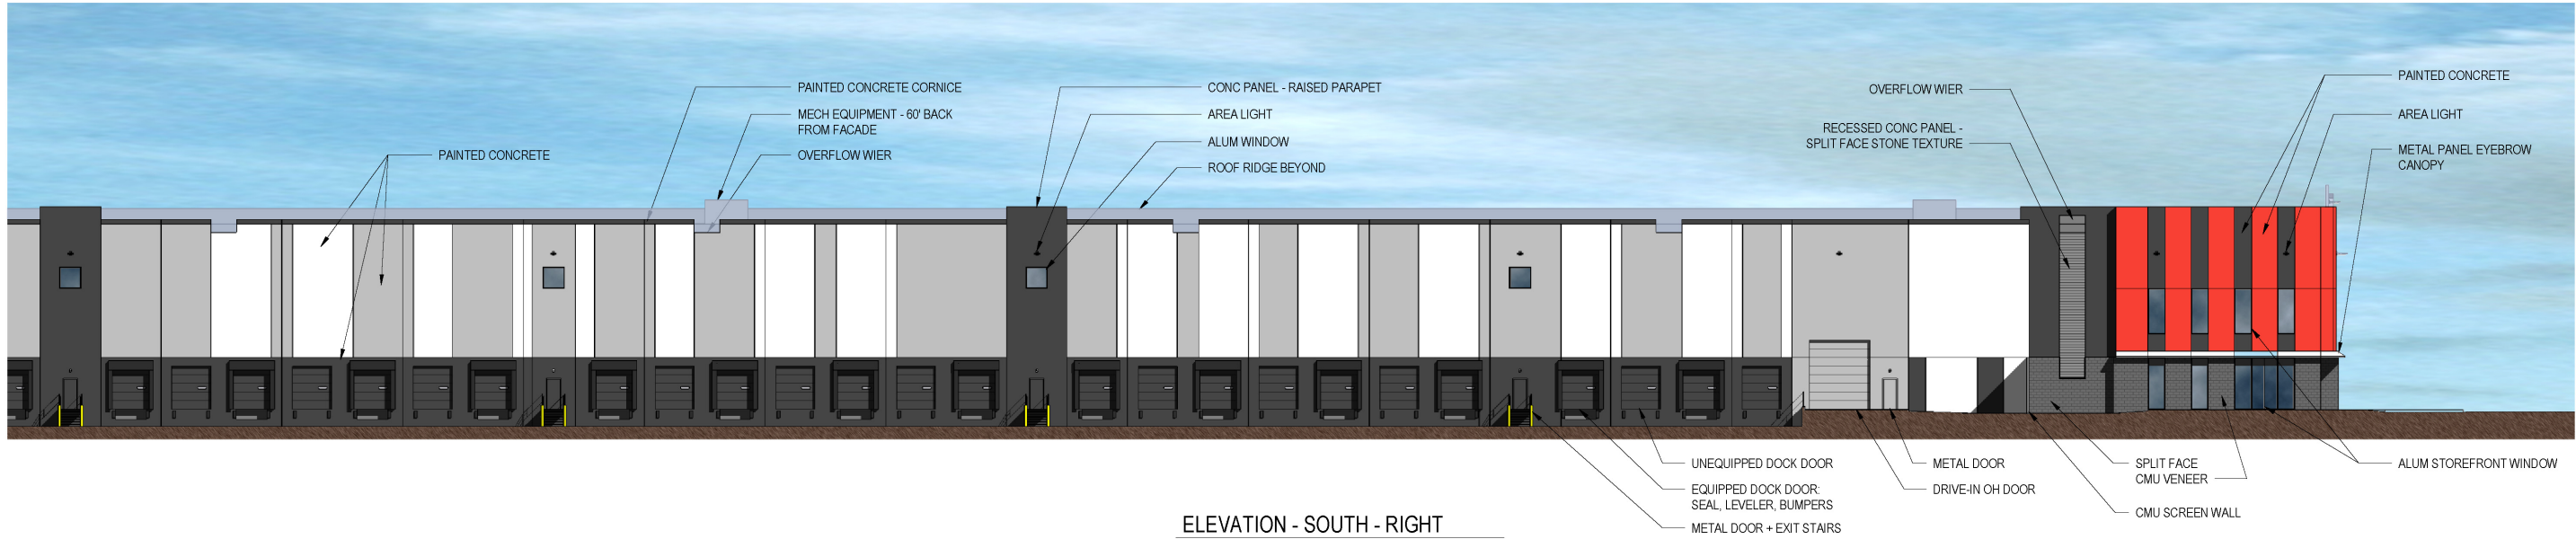 PAINTED CONCRETE
PAINTED CONCRETE CORNICE
MECH EQUIPMENT - 60' BACK
FROM FACADE
OVERFLOW WIER
CONC PANEL - RAISED PARAPET
AREA LIGHT
ALUM WINDOW
ROOF RIDGE BEYOND
OVERFLOW WIER
RECESSED CONC PANEL -
SPLIT FACE STONE TEXTURE
PAINTED CONCRETE
AREA LIGHT
METAL PANEL EYEBROW
CANOPY
UNEQUIPPED DOCK DOOR
EQUIPPED DOCK DOOR:
SEAL, LEVELER, BUMPERS
METAL DOOR + EXIT STAIRS
METAL DOOR
DRIVE-IN OH DOOR
SPLIT FACE
CMU VENEER
CMU SCREEN WALL
ALUM STOREFRONT WINDOW
ELEVATION - SOUTH - RIGHT